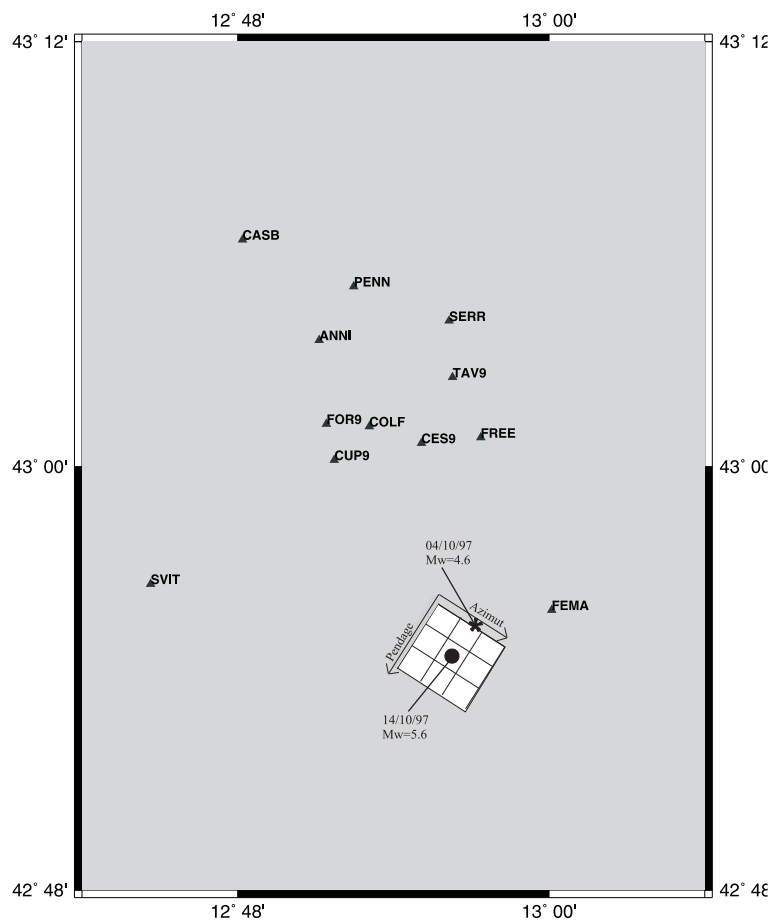 12˚ 48'
13˚ 00'
43˚ 12'
43˚ 12
CASB
PENN
SERR
ANNI
TAV9
FOR9
COLF
FREE
CES9
CUP9
43˚ 00'
43˚ 00
04/10/97
Mw=4.6
SVIT
FEMA
Azimut
Pendage
14/10/97
Mw=5.6
42˚ 48'
42˚ 48
12˚ 48'
13˚ 00'